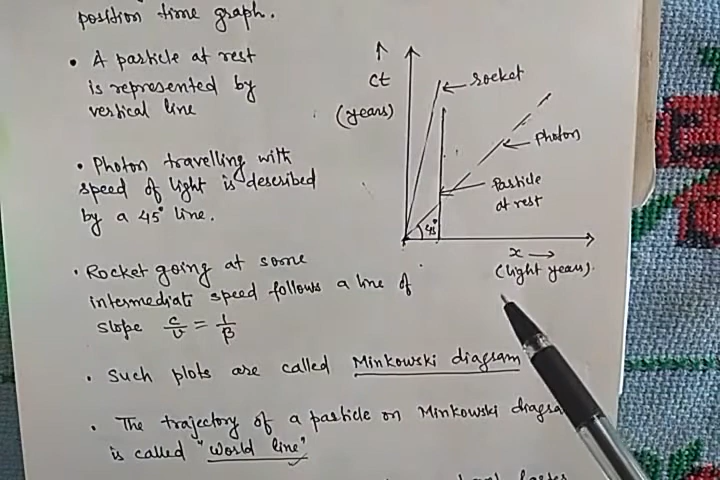 position time graph.
• A particle at rest
is represented by
vertical line
• Photon travelling with
speed of light is described
by a 45° line.
• Rocket going at some
intermediate speed follows a line of
slope c/v = 1/β
• Such plots are called Minkowski diagram
• The trajectory of a particle on Minkowski diagra
is called "World line"
ct
(years)
rocket
Photon
Particle
at rest
45°
x →
(light years).